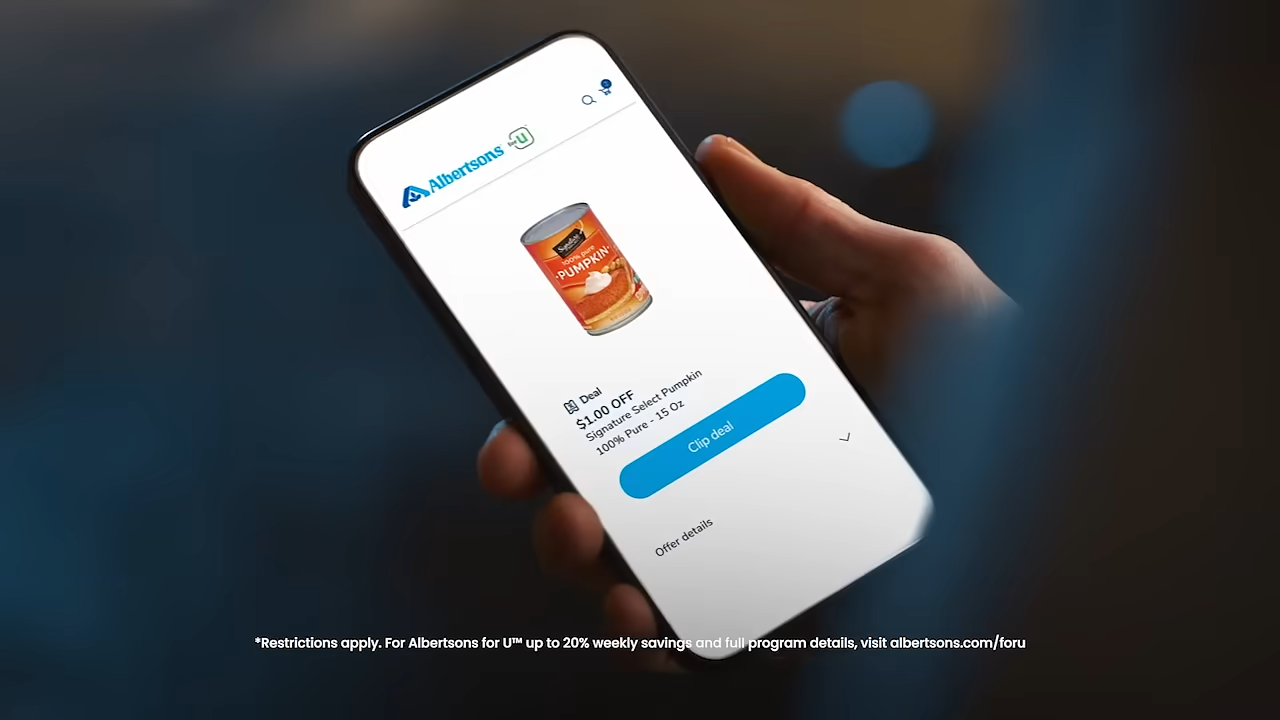 Albertsons for U
Signature
100% pure
PUMPKIN
Deal
$1.00 OFF
Signature Select Pumpkin
100% Pure - 15 Oz
Clip deal
Offer details
*Restrictions apply. For Albertsons for U™ up to 20% weekly savings and full program details, visit albertsons.com/foru